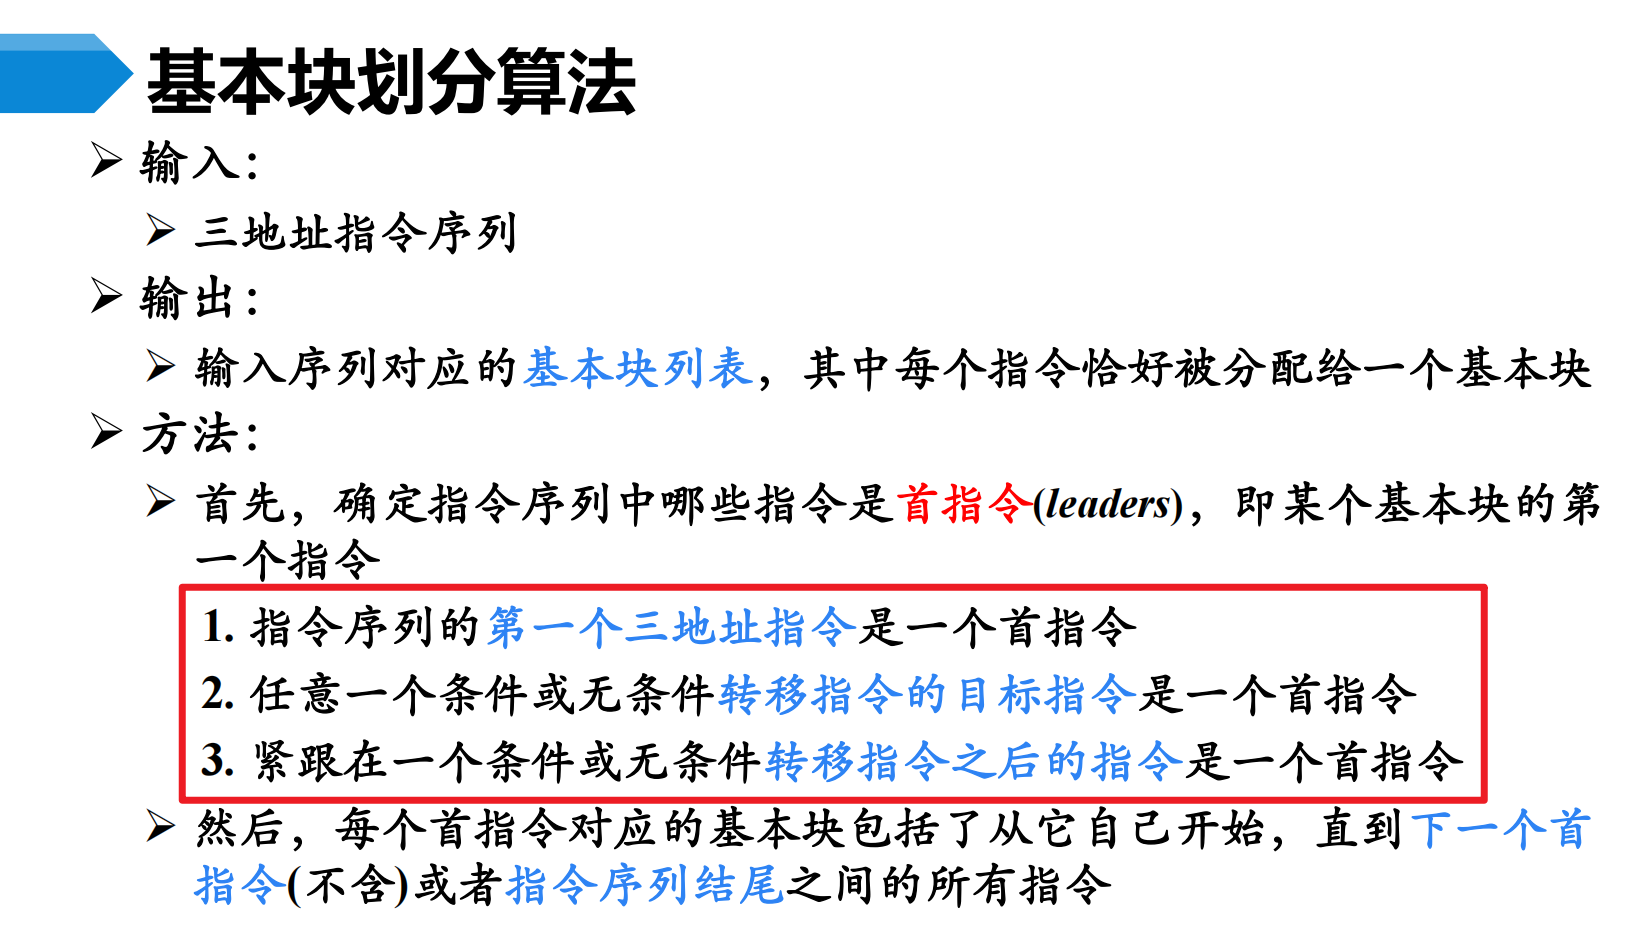 基本块划分算法
输入：
三地址指令序列
输出：
输入序列对应的基本块列表，其中每个指令恰好被分配给一个基本块
方法：
首先，确定指令序列中哪些指令是首指令(leaders)，即某个基本块的第
一个指令
1. 指令序列的第一个三地址指令是一个首指令
2. 任意一个条件或无条件转移指令的目标指令是一个首指令
3. 紧跟在一个条件或无条件转移指令之后的指令是一个首指令
然后，每个首指令对应的基本块包括了从它自己开始，直到下一个首
指令(不含)或者指令序列结尾之间的所有指令